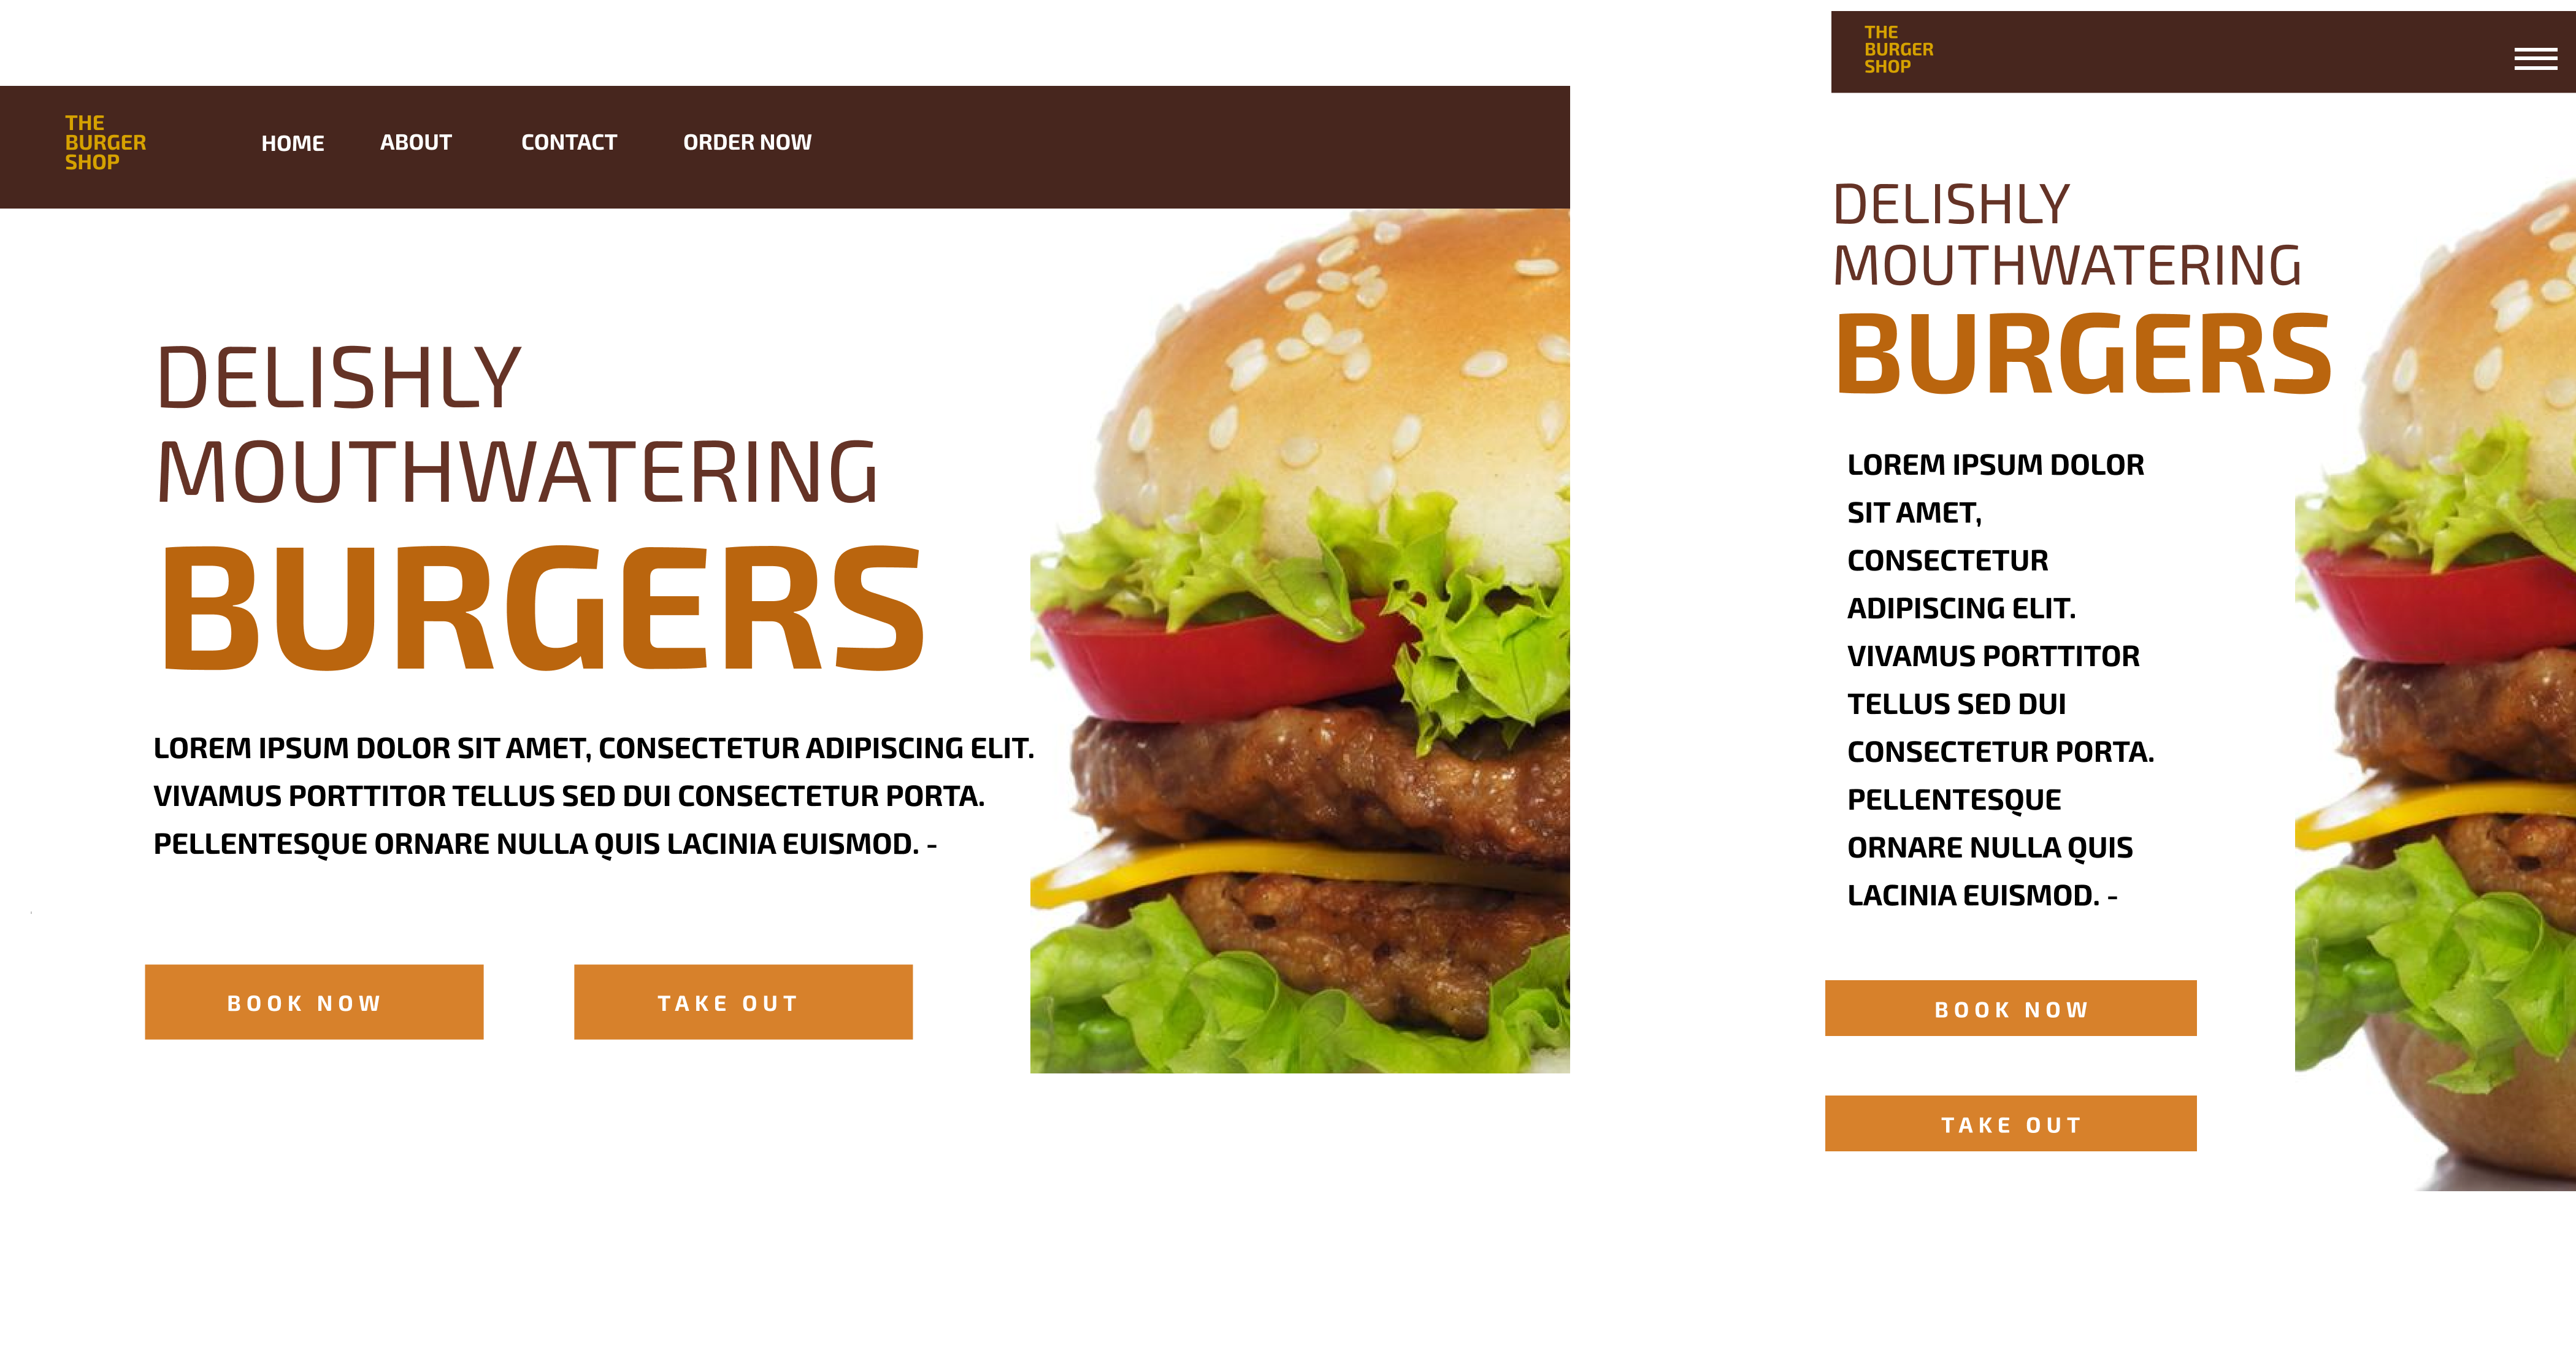 THE
BURGER
SHOP
HOME ABOUT CONTACT ORDER NOW
DELISHLY
MOUTHWATERING
BURGERS
LOREM IPSUM DOLOR SIT AMET, CONSECTETUR ADIPISCING ELIT.
VIVAMUS PORTTITOR TELLUS SED DUI CONSECTETUR PORTA.
PELLENTESQUE ORNARE NULLA QUIS LACINIA EUISMOD. -
BOOK NOW
TAKE OUT
THE
BURGER
SHOP
DELISHLY
MOUTHWATERING
BURGERS
LOREM IPSUM DOLOR
SIT AMET,
CONSECTETUR
ADIPISCING ELIT.
VIVAMUS PORTTITOR
TELLUS SED DUI
CONSECTETUR PORTA.
PELLENTESQUE
ORNARE NULLA QUIS
LACINIA EUISMOD. -
BOOK NOW
TAKE OUT